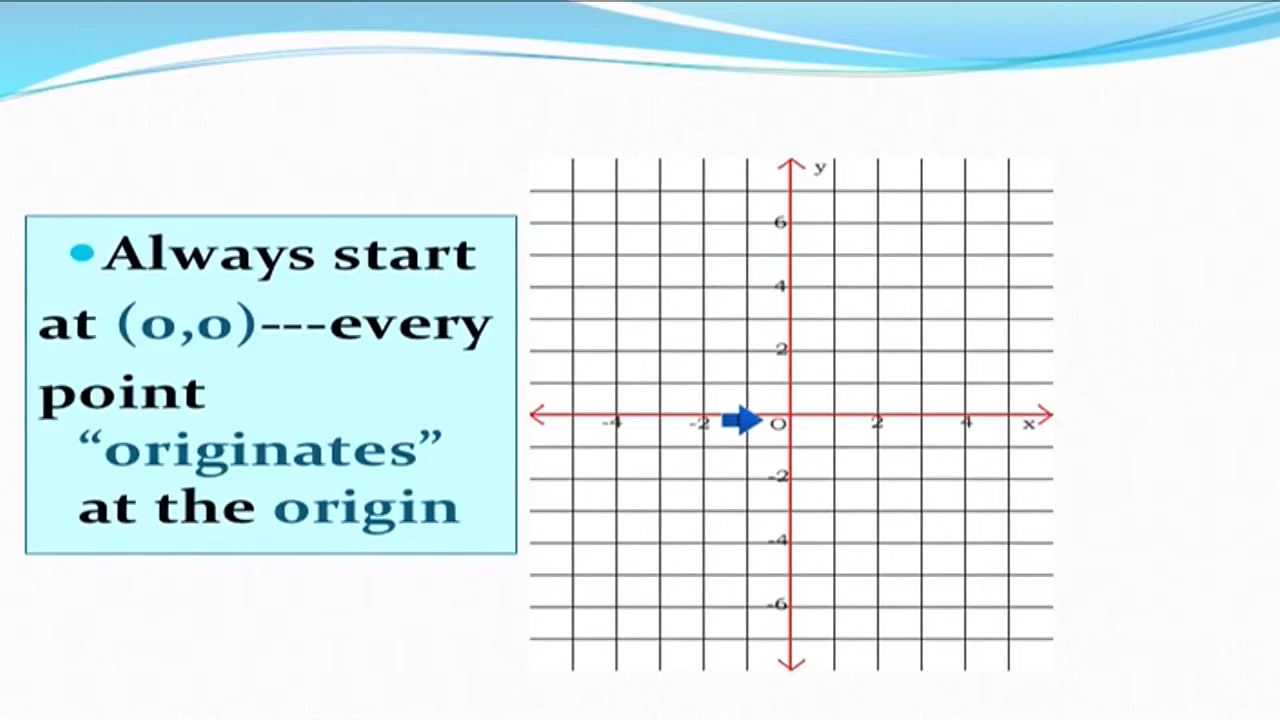 •Always start
at (0,0)---every
point
“originates”
at the origin
y
6
4
2
-4 -2 O 2 4 x
-2
-4
-6